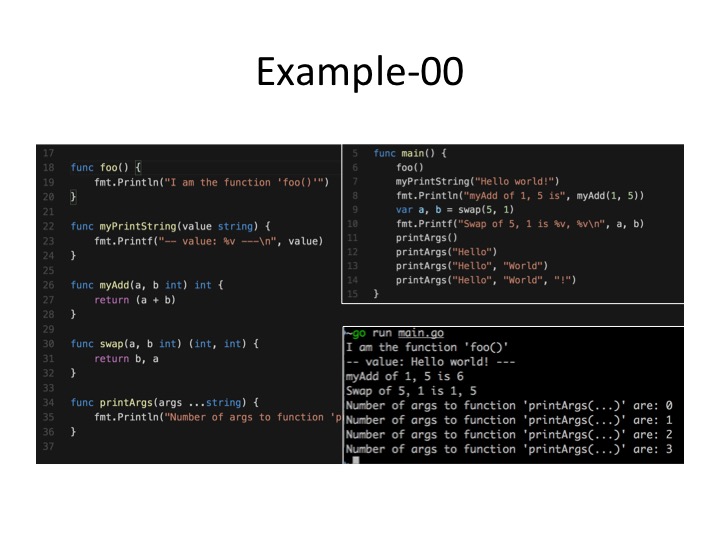 Example-00
17
18 func foo() {
19 fmt.Println("I am the function 'foo()'")
20 }
21
22 func myPrintString(value string) {
23 fmt.Printf("-- value: %v ---\n", value)
24 }
25
26 func myAdd(a, b int) int {
27 return (a + b)
28 }
29
30 func swap(a, b int) (int, int) {
31 return b, a
32 }
33
34 func printArgs(args ...string) {
35 fmt.Println("Number of args to function 'p
36 }
37
5 func main() {
6 foo()
7 myPrintString("Hello world!")
8 fmt.Println("myAdd of 1, 5 is", myAdd(1, 5))
9 var a, b = swap(5, 1)
10 fmt.Printf("Swap of 5, 1 is %v, %v\n", a, b)
11 printArgs()
12 printArgs("Hello")
13 printArgs("Hello", "World")
14 printArgs("Hello", "World", "!")
15 }
~go run main.go
I am the function 'foo()'
-- value: Hello world! ---
myAdd of 1, 5 is 6
Swap of 5, 1 is 1, 5
Number of args to function 'printArgs(...)' are: 0
Number of args to function 'printArgs(...)' are: 1
Number of args to function 'printArgs(...)' are: 2
Number of args to function 'printArgs(...)' are: 3